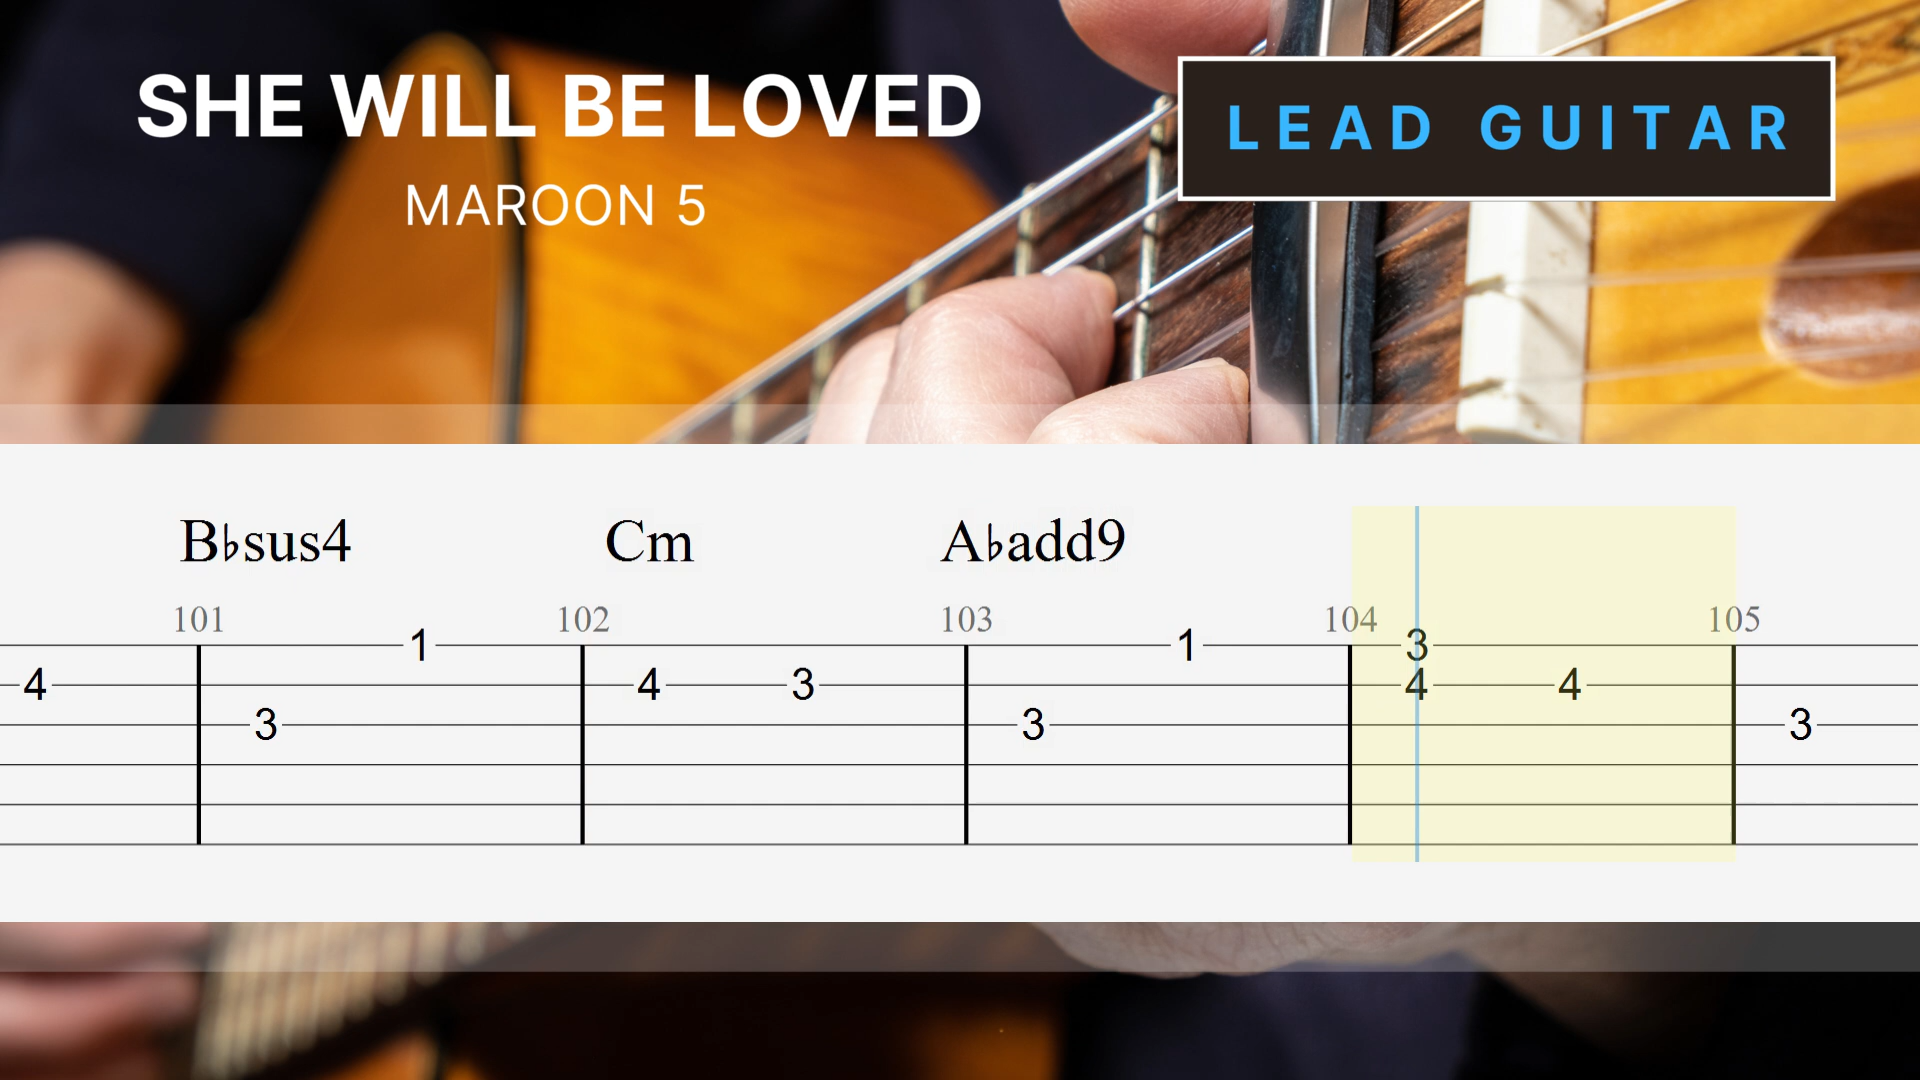 SHE WILL BE LOVED
MAROON 5
LEAD GUITAR
B♭sus4 Cm A♭add9
101 102 103 104 105
1 1 3
4 4 3 4 4
3 3 3